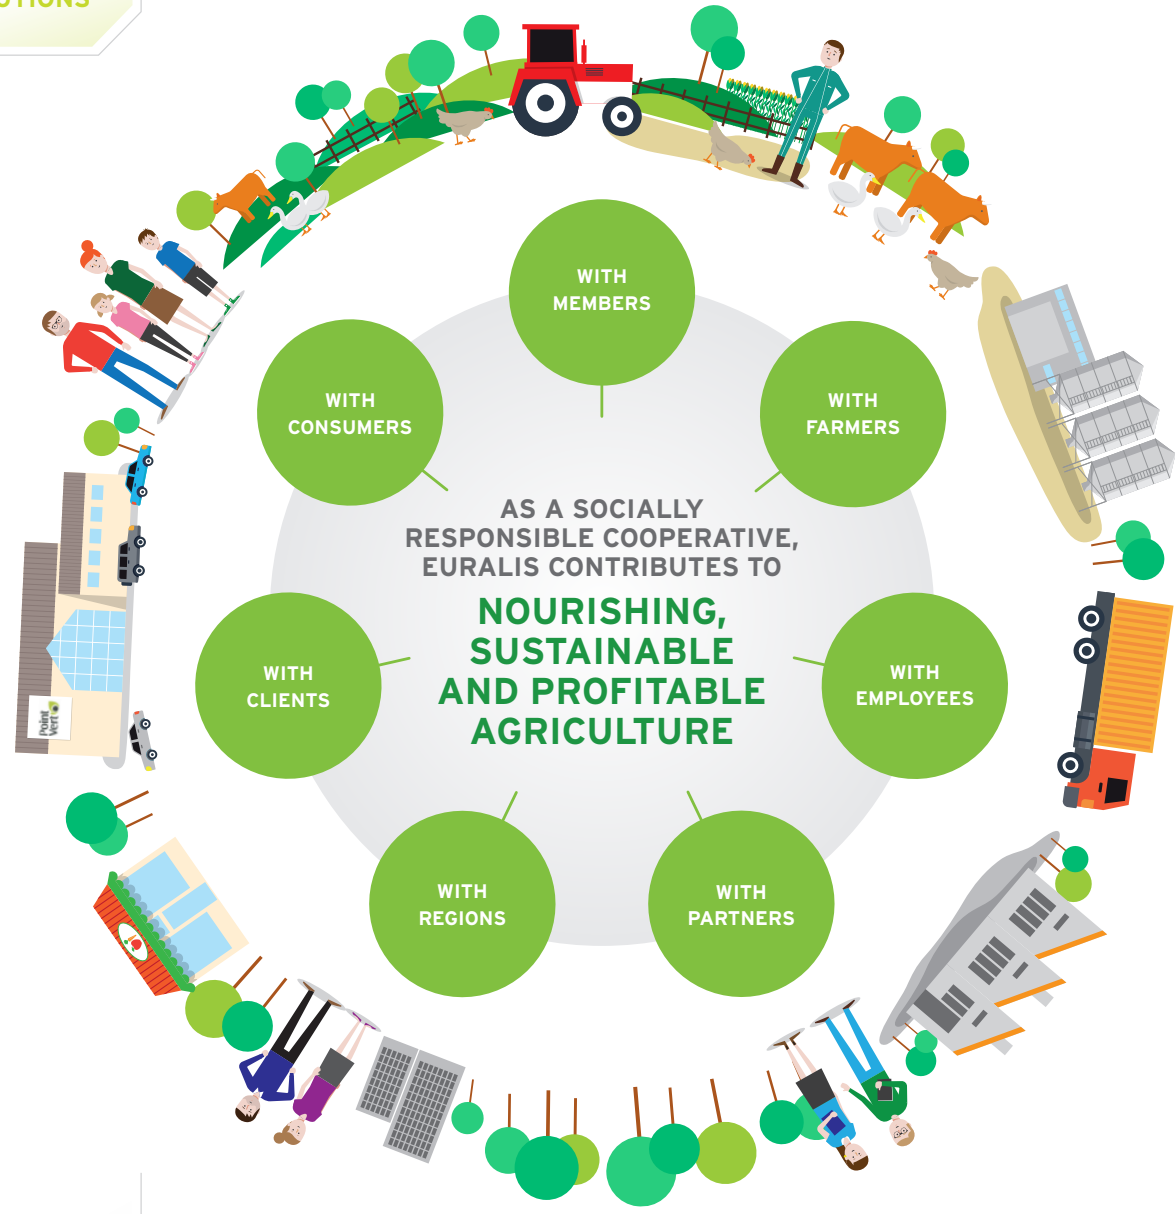 UTIONS
WITH
MEMBERS
WITH
CONSUMERS
WITH
FARMERS
AS A SOCIALLY
RESPONSIBLE COOPERATIVE,
EURALIS CONTRIBUTES TO
NOURISHING,
SUSTAINABLE
AND PROFITABLE
AGRICULTURE
WITH
CLIENTS
WITH
EMPLOYEES
Point
Vert
WITH
REGIONS
WITH
PARTNERS